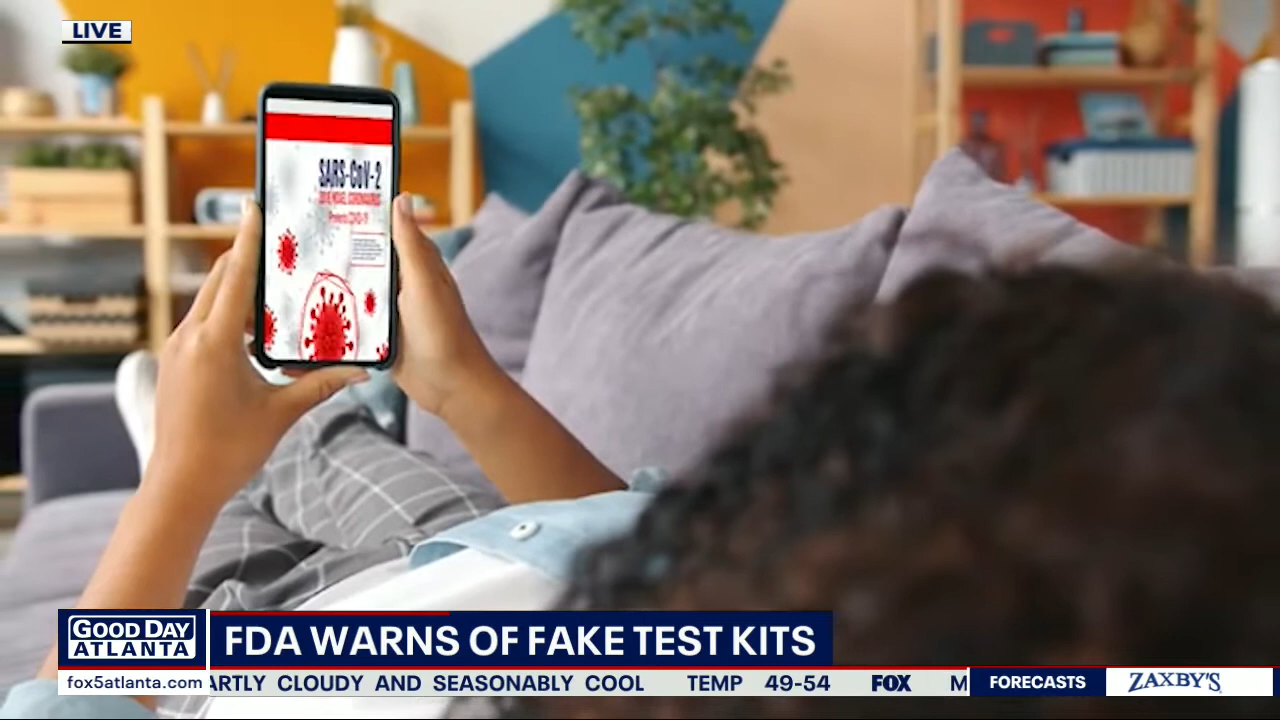 LIVE
SARS-CoV-2
GOOD DAY
ATLANTA
FDA WARNS OF FAKE TEST KITS
fox5atlanta.com
ARTLY CLOUDY AND SEASONABLY COOL TEMP 49-54 FOX M
FORECASTS
ZAXBY'S